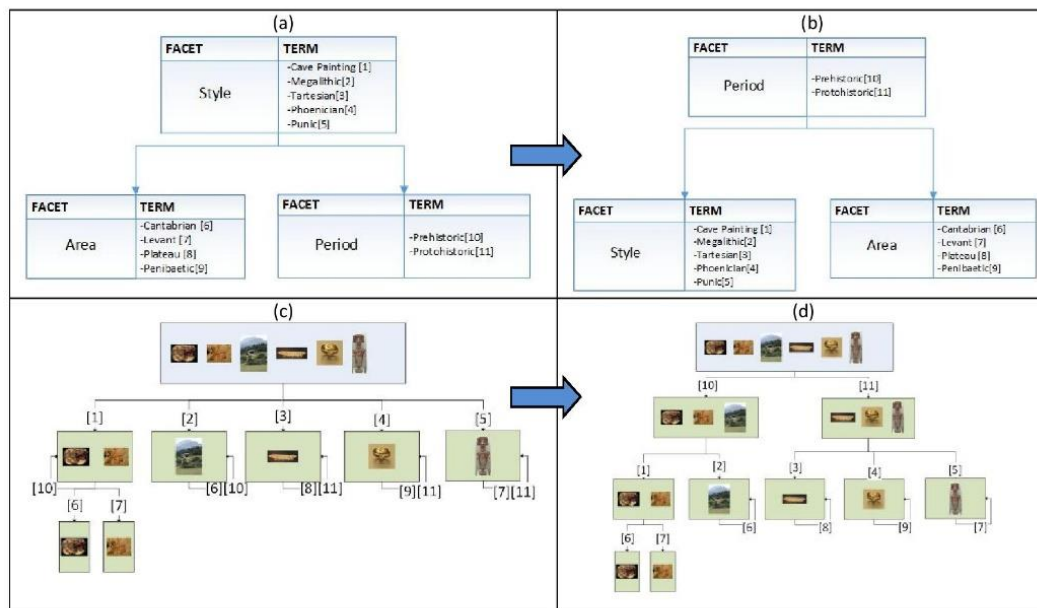 (a)
FACET TERM
Style
-Cave Painting [1]
-Megalithic[2]
-Tartesian[3]
-Phoenician[4]
-Punic[5]
FACET TERM
Area
-Cantabrian [6]
-Levant [7]
-Plateau [8]
-Penibaetic[9]
FACET TERM
Period
-Prehistoric[10]
-Protohistoric[11]
(b)
FACET TERM
Period
-Prehistoric[10]
-Protohistoric[11]
FACET TERM
Style
-Cave Painting [1]
-Megalithic[2]
-Tartesian[3]
-Phoenician[4]
-Punic[5]
FACET TERM
Area
-Cantabrian [6]
-Levant [7]
-Plateau [8]
-Penibaetic[9]
(c)
[1] [2] [3] [4] [5]
[10] [6][10] [8][11] [9][11] [7][11]
[6] [7]
(d)
[10] [11]
[1] [2] [3] [4] [5]
[6] [8] [9] [7]
[6] [7]